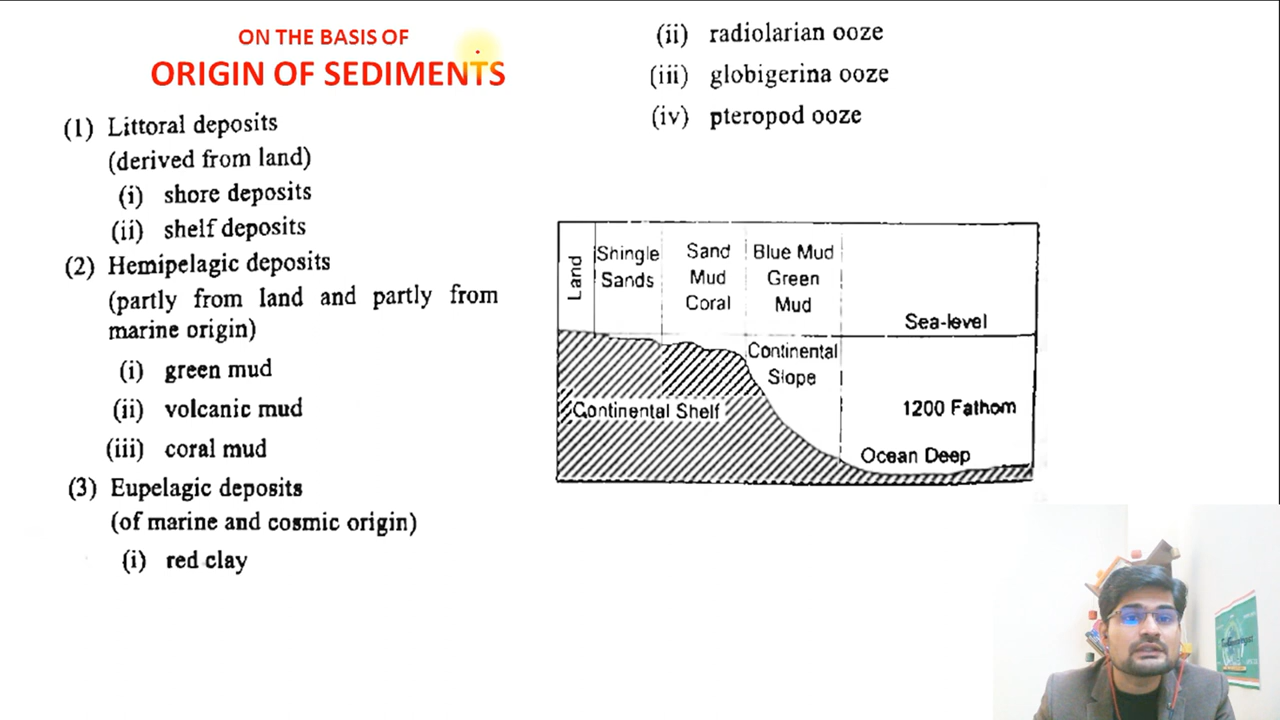 ON THE BASIS OF
ORIGIN OF SEDIMENTS
(1) Littoral deposits
(derived from land)
(i) shore deposits
(ii) shelf deposits
(2) Hemipelagic deposits
(partly from land and partly from
marine origin)
(i) green mud
(ii) volcanic mud
(iii) coral mud
(3) Eupelagic deposits
(of marine and cosmic origin)
(i) red clay
(ii) radiolarian ooze
(iii) globigerina ooze
(iv) pteropod ooze
Land
Shingle
Sands
Sand
Mud
Coral
Blue Mud
Green
Mud
Sea-level
Continental
Slope
Continental Shelf
1200 Fathom
Ocean Deep